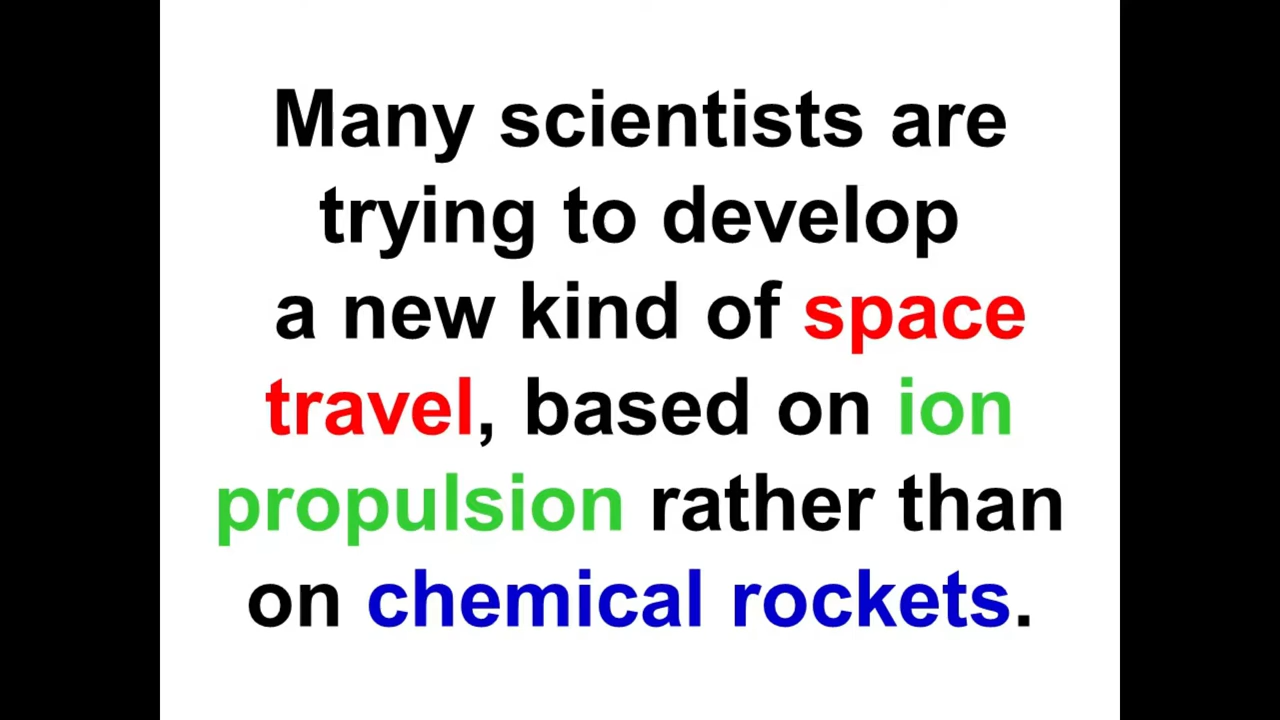 Many scientists are
trying to develop
a new kind of space
travel, based on ion
propulsion rather than
on chemical rockets.